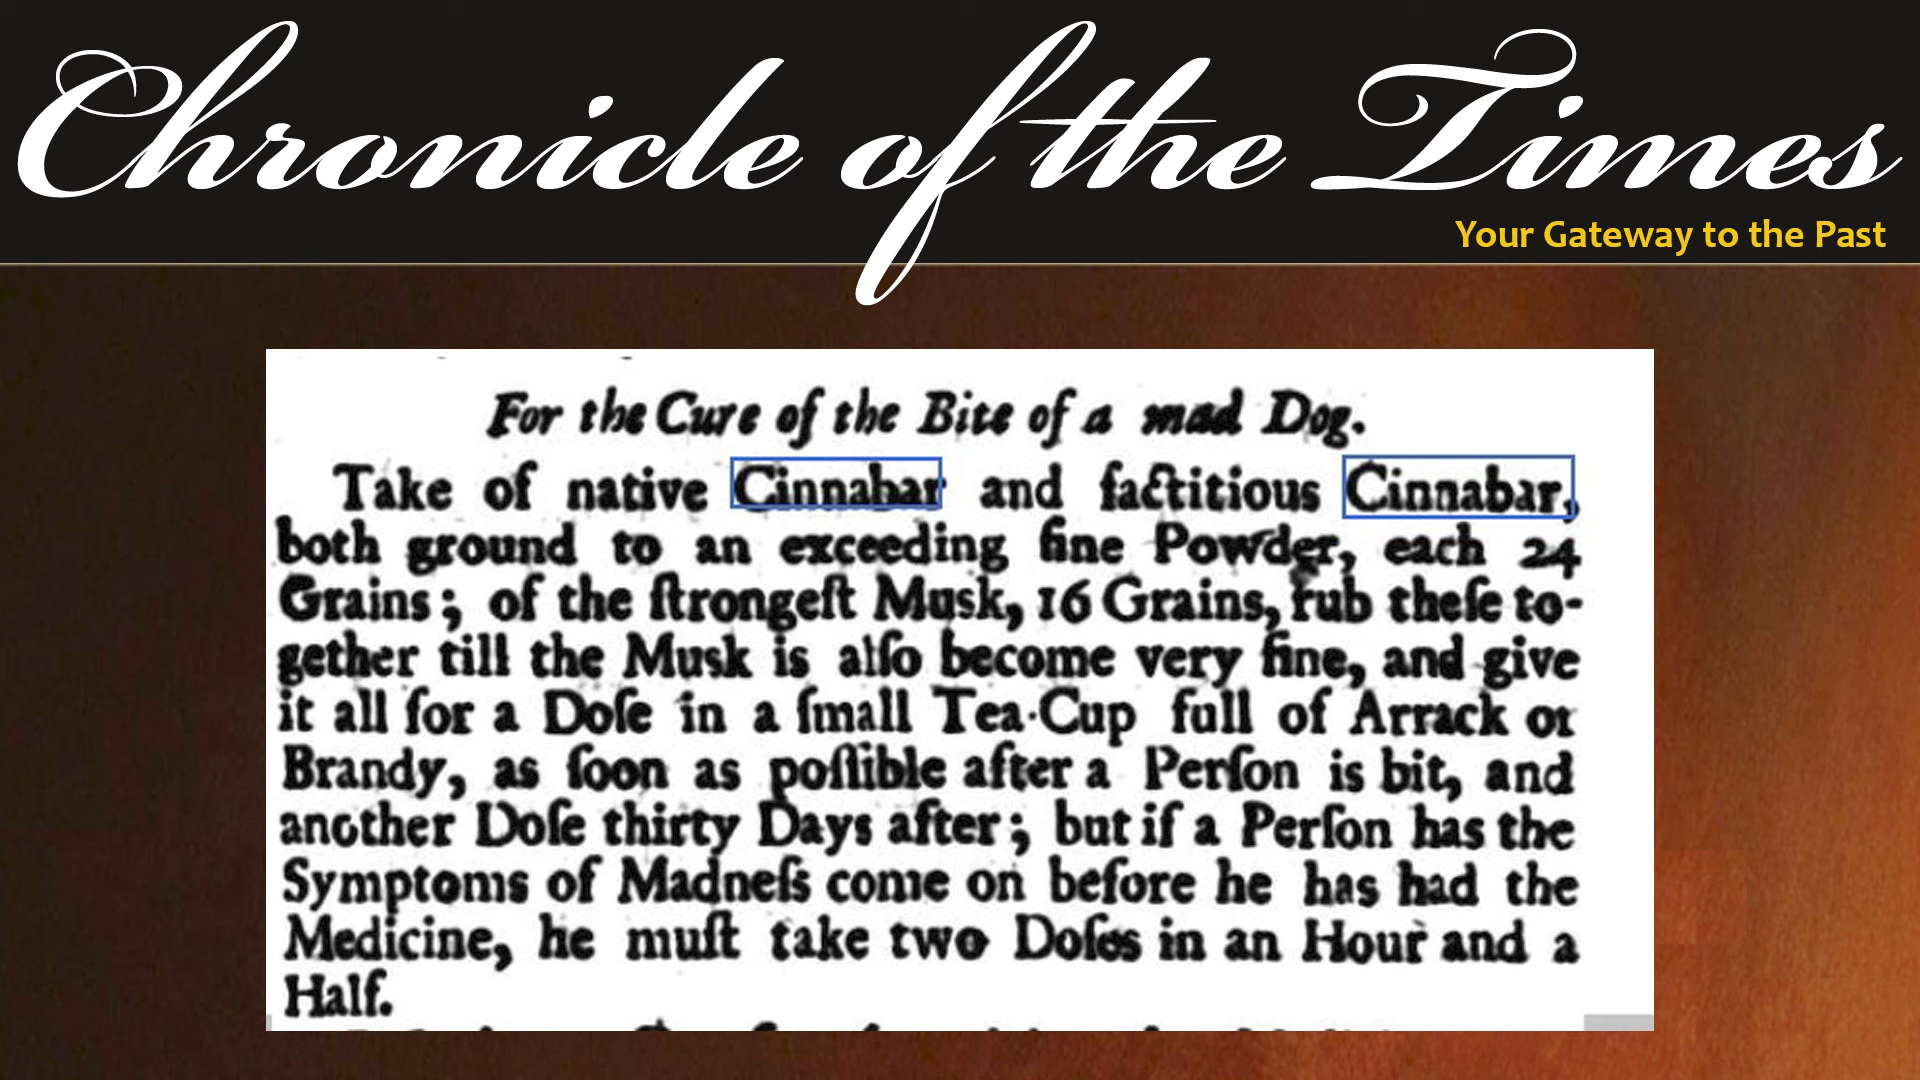 Chronicle of the Times
Your Gateway to the Past
For the Cure of the Bite of a mad Dog.
Take of native Cinnabar and factitious Cinnabar,
both ground to an exceeding fine Powder, each 24
Grains; of the ſtrongeſt Musk, 16 Grains, rub theſe to-
gether till the Musk is alſo become very fine, and give
it all for a Doſe in a ſmall Tea-Cup full of Arrack or
Brandy, as ſoon as poſſible after a Perſon is bit, and
another Doſe thirty Days after; but if a Perſon has the
Symptoms of Madneſs come on before he has had the
Medicine, he muſt take two Doſes in an Hour and a
Half.